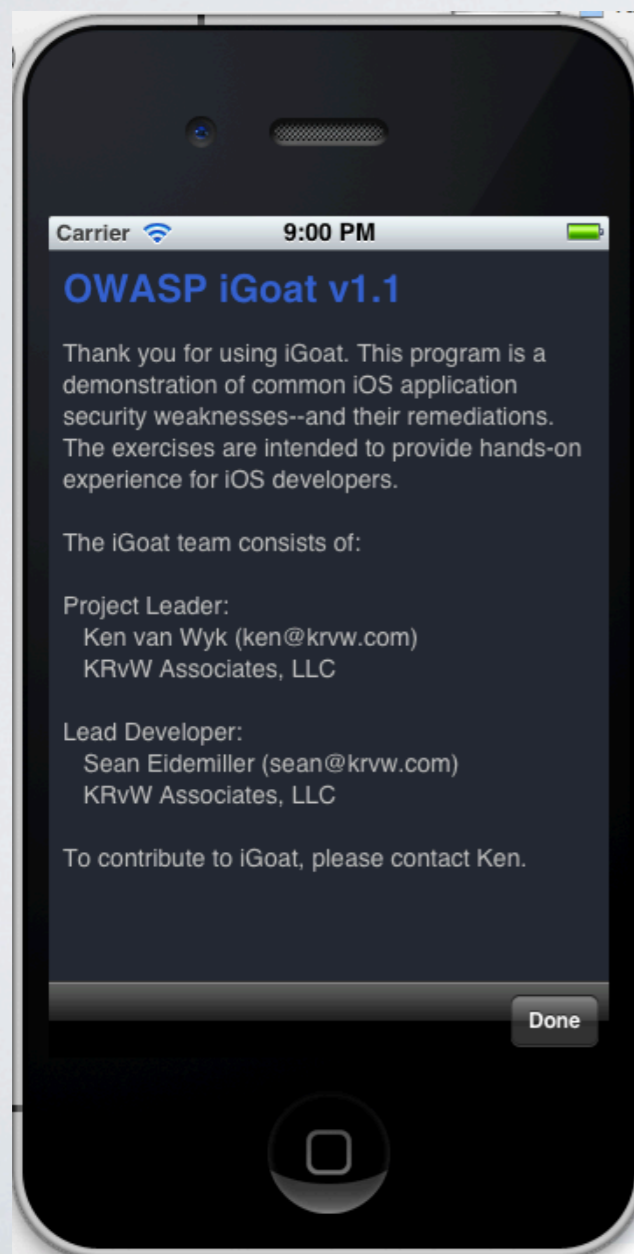 Carrier 9:00 PM
OWASP iGoat v1.1
Thank you for using iGoat. This program is a
demonstration of common iOS application
security weaknesses--and their remediations.
The exercises are intended to provide hands-on
experience for iOS developers.
The iGoat team consists of:
Project Leader:
Ken van Wyk (ken@krvw.com)
KRvW Associates, LLC
Lead Developer:
Sean Eidemiller (sean@krvw.com)
KRvW Associates, LLC
To contribute to iGoat, please contact Ken.
Done